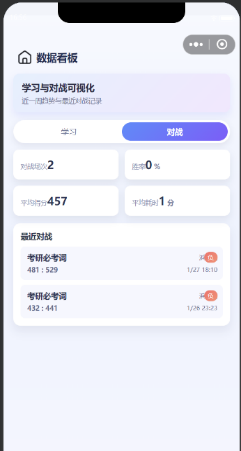 数据看板
学习与对战可视化
近一周趋势与最近对战记录
学习
对战
对战场次2
胜率0 %
平均得分457
平均耗时1 分
最近对战
考研必考词
负
481 : 529
1/27 18:10
考研必考词
负
432 : 441
1/26 23:23